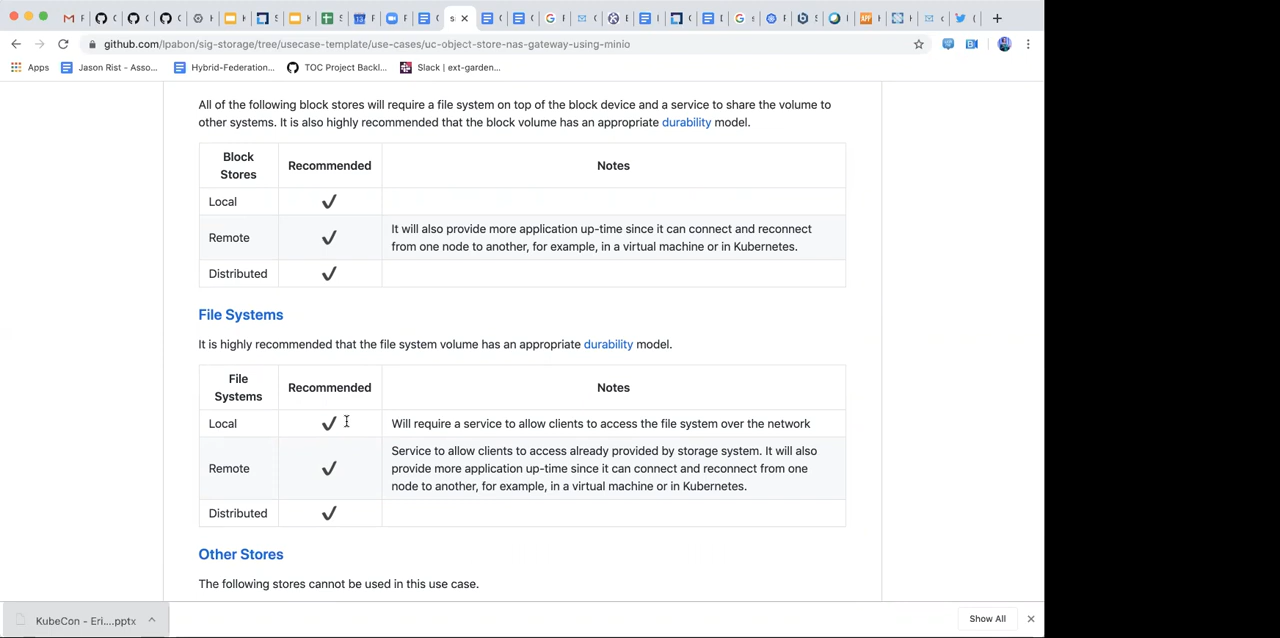 github.com/lpabon/sig-storage/tree/usecase-template/use-cases/uc-object-store-nas-gateway-using-minio
Apps
Jason Rist - Asso...
Hybrid-Federation...
TOC Project Backl...
Slack | ext-garden...
All of the following block stores will require a file system on top of the block device and a service to share the volume to
other systems. It is also highly recommended that the block volume has an appropriate durability model.
Block
Stores
Recommended
Notes
Local
✓
Remote
✓
It will also provide more application up-time since it can connect and reconnect
from one node to another, for example, in a virtual machine or in Kubernetes.
Distributed
✓
File Systems
It is highly recommended that the file system volume has an appropriate durability model.
File
Systems
Recommended
Notes
Local
✓
Will require a service to allow clients to access the file system over the network
Remote
✓
Service to allow clients to access already provided by storage system. It will also
provide more application up-time since it can connect and reconnect from one
node to another, for example, in a virtual machine or in Kubernetes.
Distributed
✓
Other Stores
The following stores cannot be used in this use case.
KubeCon - Eri....pptx
Show All